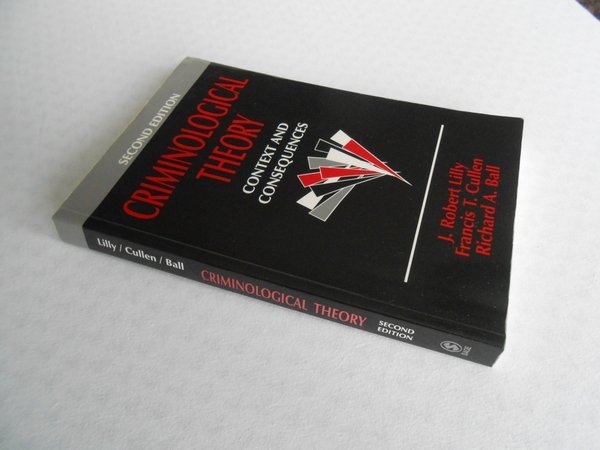 SECOND EDITION
CRIMINOLOGICAL
THEORY
CONTEXT AND
CONSEQUENCES
J. Robert Lilly
Francis T. Cullen
Richard A. Ball
Lilly / Cullen / Ball
CRIMINOLOGICAL THEORY
SECOND
EDITION
S
SAGE